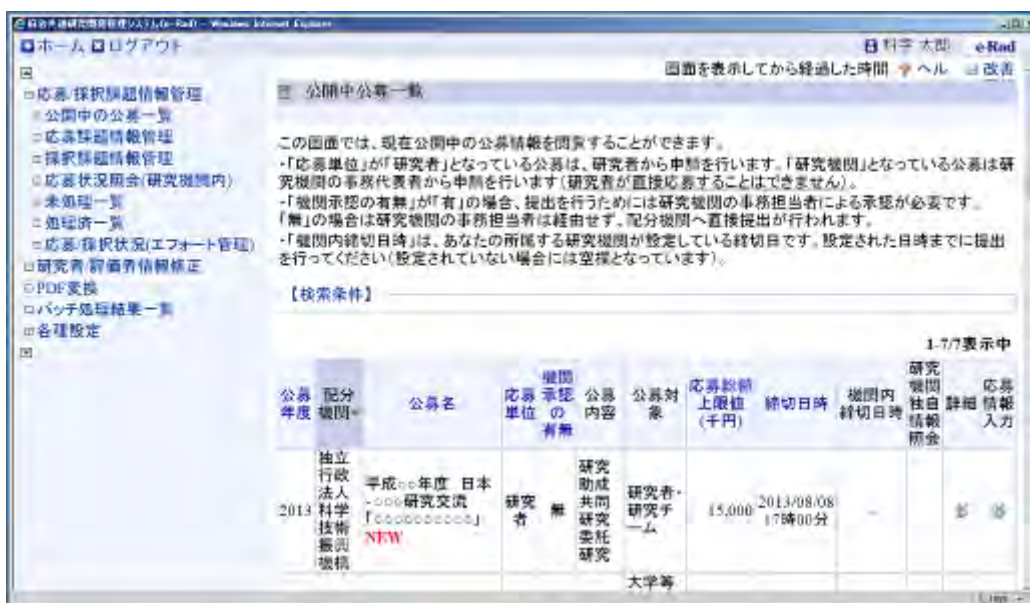 府省共通研究開発管理システム(e-Rad) - Windows Internet Explorer
ホーム ログアウト
科学 太郎 e-Rad
画面を表示してから経過した時間 ヘル 改善
応募/採択課題情報管理
公開中の公募一覧
応募課題情報管理
採択課題情報管理
応募状況照会(研究機関内)
未処理一覧
処理済一覧
応募/採択状況(エフォート管理)
研究者/評価者情報修正
PDF変換
バッチ処理結果一覧
各種設定
公開中公募一覧
この画面では、現在公開中の公募情報を閲覧することができます。
・「応募単位」が「研究者」となっている公募は、研究者から申請を行います。「研究機関」となっている公募は研
究機関の事務代表者から申請を行います(研究者が直接応募することはできません)。
・「機関承認の有無」が「有」の場合、提出を行うためには研究機関の事務担当者による承認が必要です。
「無」の場合は研究機関の事務担当者は経由せず、配分機関へ直接提出が行われます。
・「機関内締切日時」は、あなたの所属する研究機関が設定している締切日です。設定された日時までに提出
を行ってください(設定されていない場合には空採となっています)。
【検索条件】
1-7/7表示中
公募年度 配分機関 公募名 応募単位 機関承認の有無 公募内容 公募対象 応募総額上限値(千円) 締切日時 機関内締切日時 研究機関独自情報照会 詳細 応募情報入力
2013 独立行政法人科学技術振興機構 平成○○年度 日本-○○○研究交流「○○○○○○○○○○」 NEW 研究者 無 研究助成共同研究委託研究 研究者・研究チーム 15,000 2013/08/08 17時00分 -
大学等